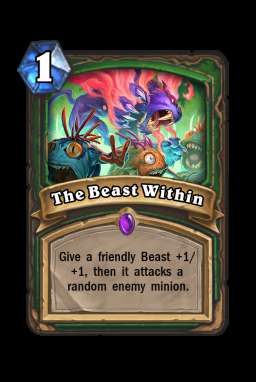 1
The Beast Within
Give a friendly Beast +1/
+1, then it attacks a
random enemy minion.